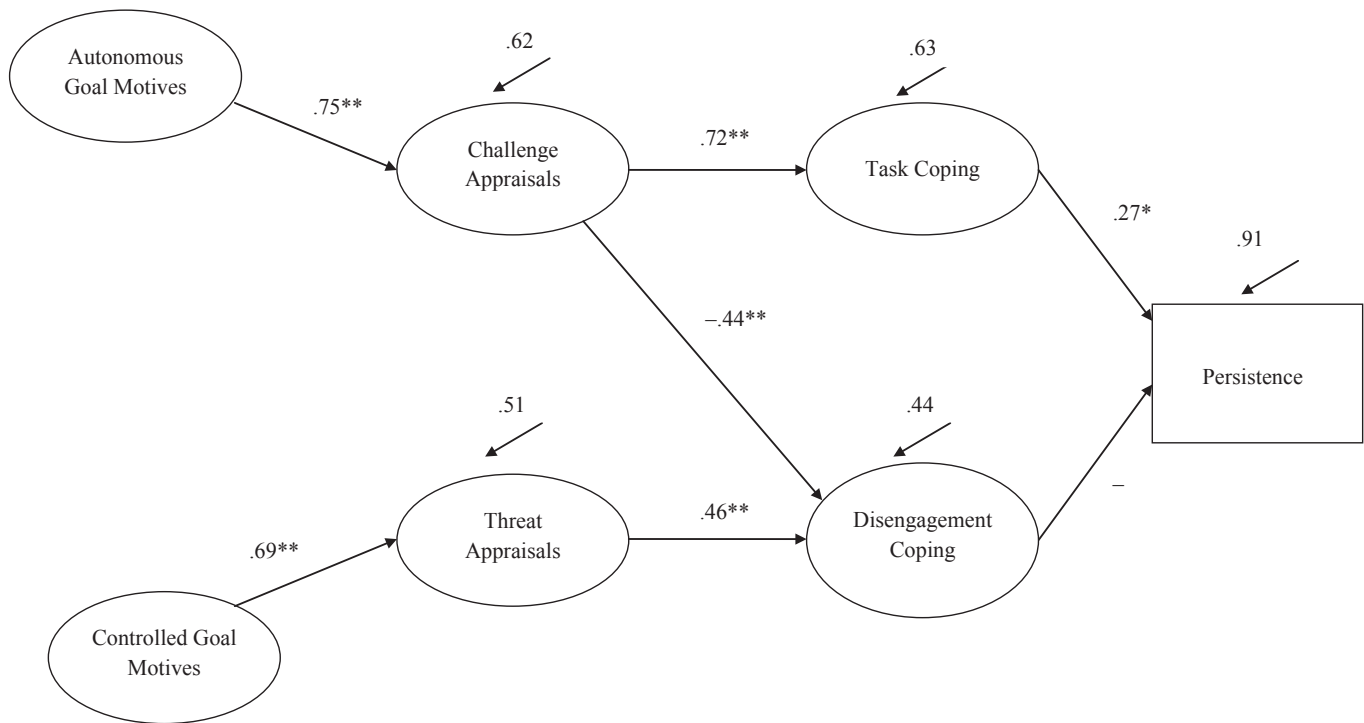 .62
.63
Autonomous
Goal Motives
.75**
Challenge
Appraisals
.72**
Task Coping
.27*
.91
–.44**
Persistence
.51
.44
Threat
Appraisals
.46**
Disengagement
Coping
–
.69**
Controlled Goal
Motives